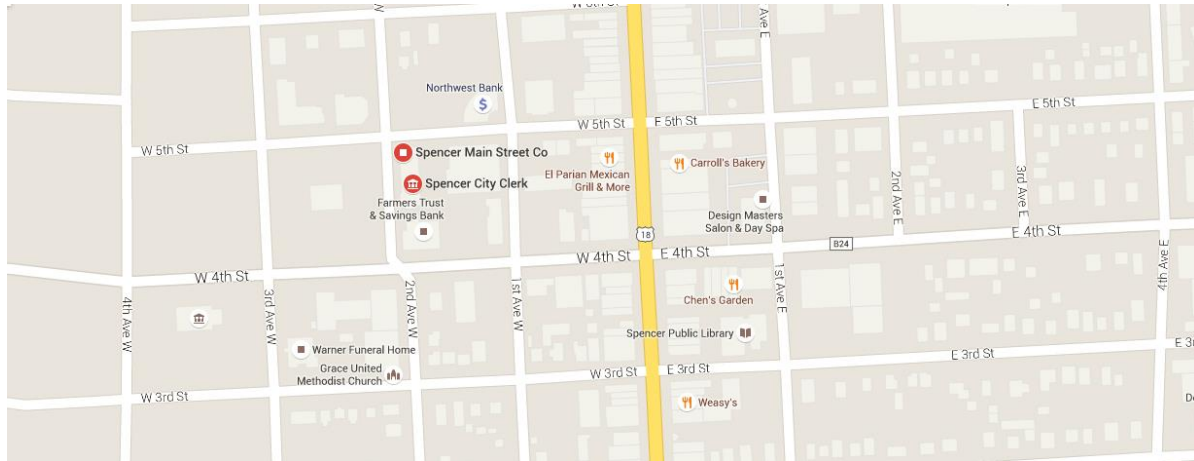 W 6th St
W
Ave E
Northwest Bank
$
E 5th St
W 5th St
E 5th St
W 5th St
Spencer Main Street Co
El Parian Mexican
Grill & More
Carroll's Bakery
Spencer City Clerk
Farmers Trust
& Savings Bank
2nd Ave E
3rd Ave E
Design Masters
Salon & Day Spa
18
E 4th St
B24
W 4th St
E 4th St
W 4th St
4th Ave W
3rd Ave W
2nd Ave W
1st Ave W
1st Ave E
4th Ave E
Chen's Garden
Spencer Public Library
Warner Funeral Home
Grace United
Methodist Church
E 3rd St
E 3
W 3rd St
E 3rd St
W 3rd St
Weasy's
De